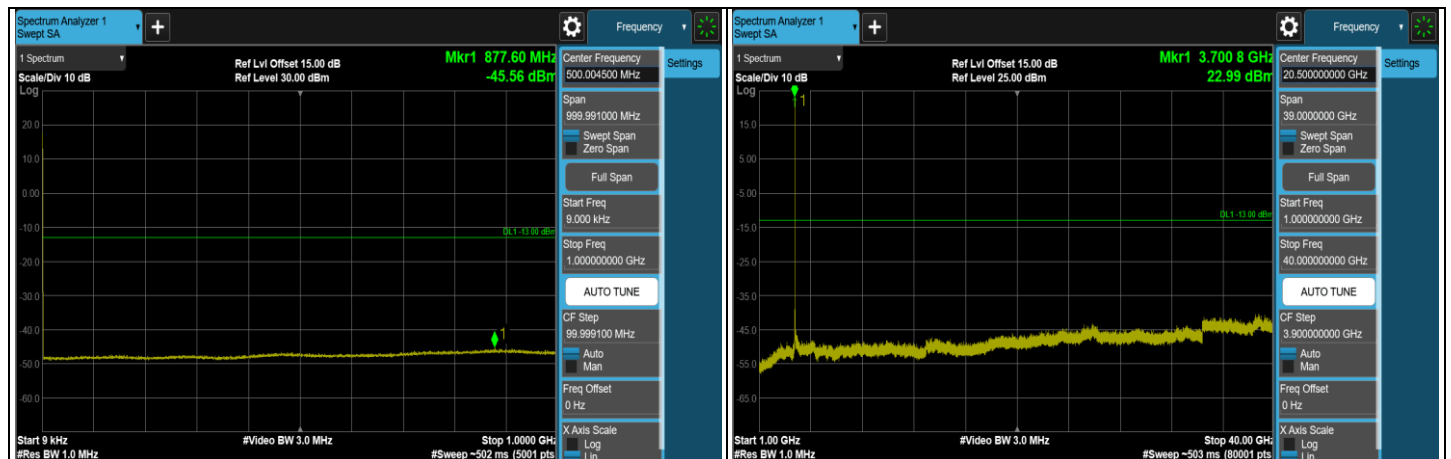 Spectrum Analyzer 1
Swept SA
+
Frequency
1 Spectrum
Scale/Div 10 dB
Log
Ref Lvl Offset 15.00 dB
Ref Level 30.00 dBm
Mkr1 877.60 MHz
-45.56 dBm
20.0
10.0
0.00
-10.0
-20.0
-30.0
-40.0
-50.0
-60.0
DL1 -13.00 dBm
1
Start 9 kHz
#Res BW 1.0 MHz
#Video BW 3.0 MHz
Stop 1.0000 GHz
#Sweep ~502 ms (5001 pts
Center Frequency
500.004500 MHz
Settings
Span
999.991000 MHz
Swept Span
Zero Span
Full Span
Start Freq
9.000 kHz
Stop Freq
1.000000000 GHz
AUTO TUNE
CF Step
99.999100 MHz
Auto
Man
Freq Offset
0 Hz
X Axis Scale
Log
Lin
Spectrum Analyzer 1
Swept SA
+
Frequency
1 Spectrum
Scale/Div 10 dB
Log
Ref Lvl Offset 15.00 dB
Ref Level 25.00 dBm
Mkr1 3.700 8 GHz
22.99 dBm
1
15.0
5.00
-5.00
-15.0
-25.0
-35.0
-45.0
-55.0
-65.0
DL1 -13.00 dBm
Start 1.00 GHz
#Res BW 1.0 MHz
#Video BW 3.0 MHz
Stop 40.00 GHz
#Sweep ~503 ms (80001 pts
Center Frequency
20.500000000 GHz
Settings
Span
39.0000000 GHz
Swept Span
Zero Span
Full Span
Start Freq
1.000000000 GHz
Stop Freq
40.000000000 GHz
AUTO TUNE
CF Step
3.900000000 GHz
Auto
Man
Freq Offset
0 Hz
X Axis Scale
Log
Lin